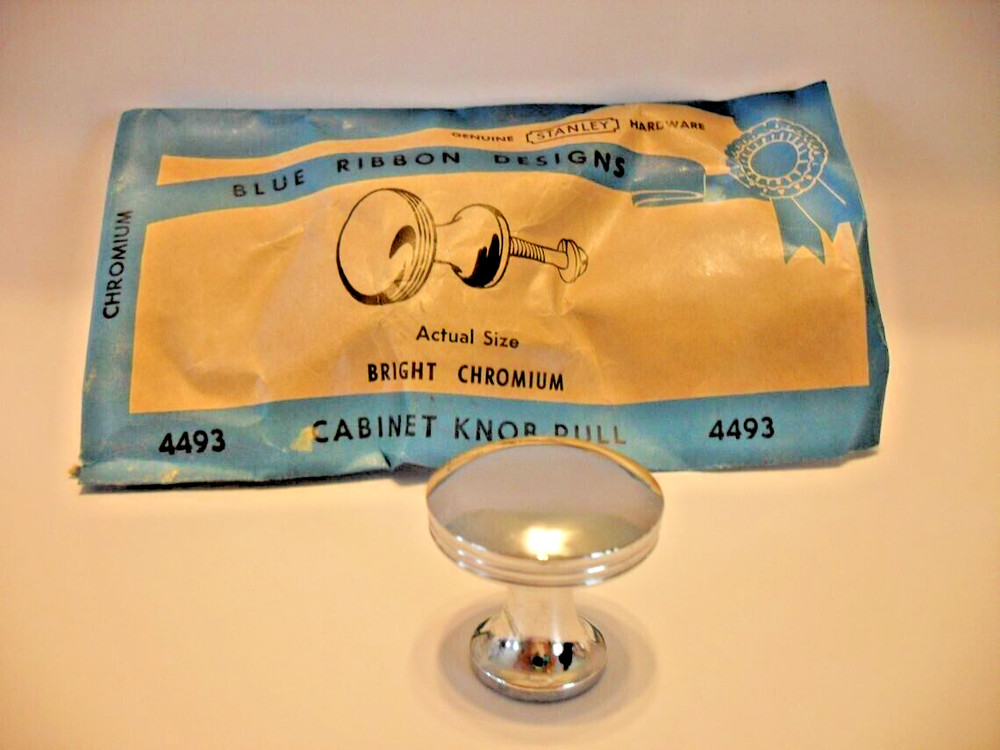 GENUINE STANLEY HARDWARE
BLUE RIBBON DESIGNS
CHROMIUM
Actual Size
BRIGHT CHROMIUM
4493 CABINET KNOB PULL 4493